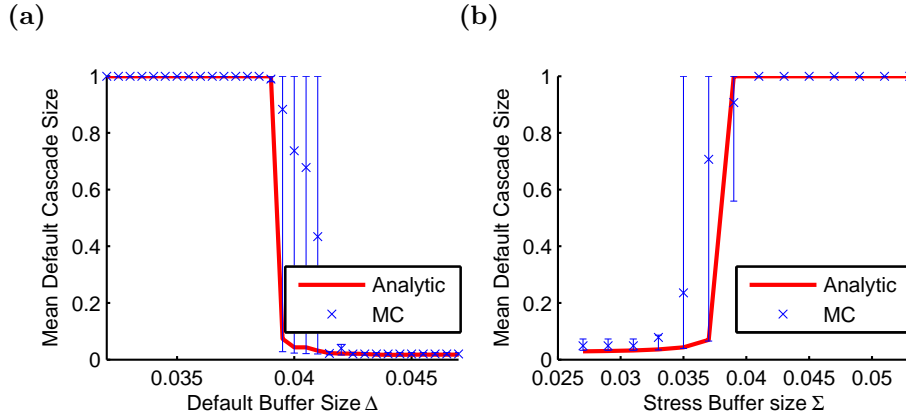 (a)
Mean Default Cascade Size
1
0.8
0.6
0.4
0.2
0
0.035
0.04
0.045
Default Buffer Size Δ
Analytic
MC
(b)
Mean Default Cascade Size
1
0.8
0.6
0.4
0.2
0
0.025
0.03
0.035
0.04
0.045
0.05
Stress Buffer size Σ
Analytic
MC